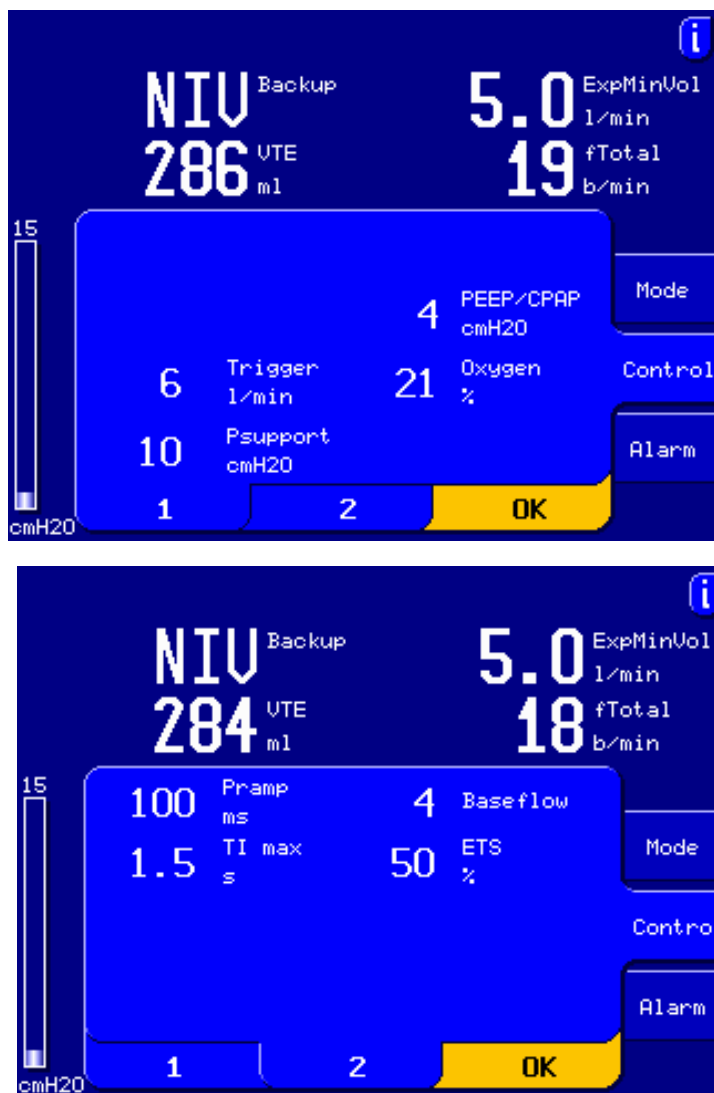 i
NIV Backup 5.0 ExpMinVol
l/min
286 VTE 19 fTotal
ml b/min
15
4 PEEP/CPAP Mode
cmH2O
6 Trigger 21 Oxygen Control
l/min %
10 Psupport Alarm
cmH2O
1 2 OK
cmH2O
i
NIV Backup 5.0 ExpMinVol
l/min
284 VTE 18 fTotal
ml b/min
15
100 Pramp 4 Baseflow
ms
1.5 TI max 50 ETS Mode
s %
Contro
Alarm
1 2 OK
cmH2O